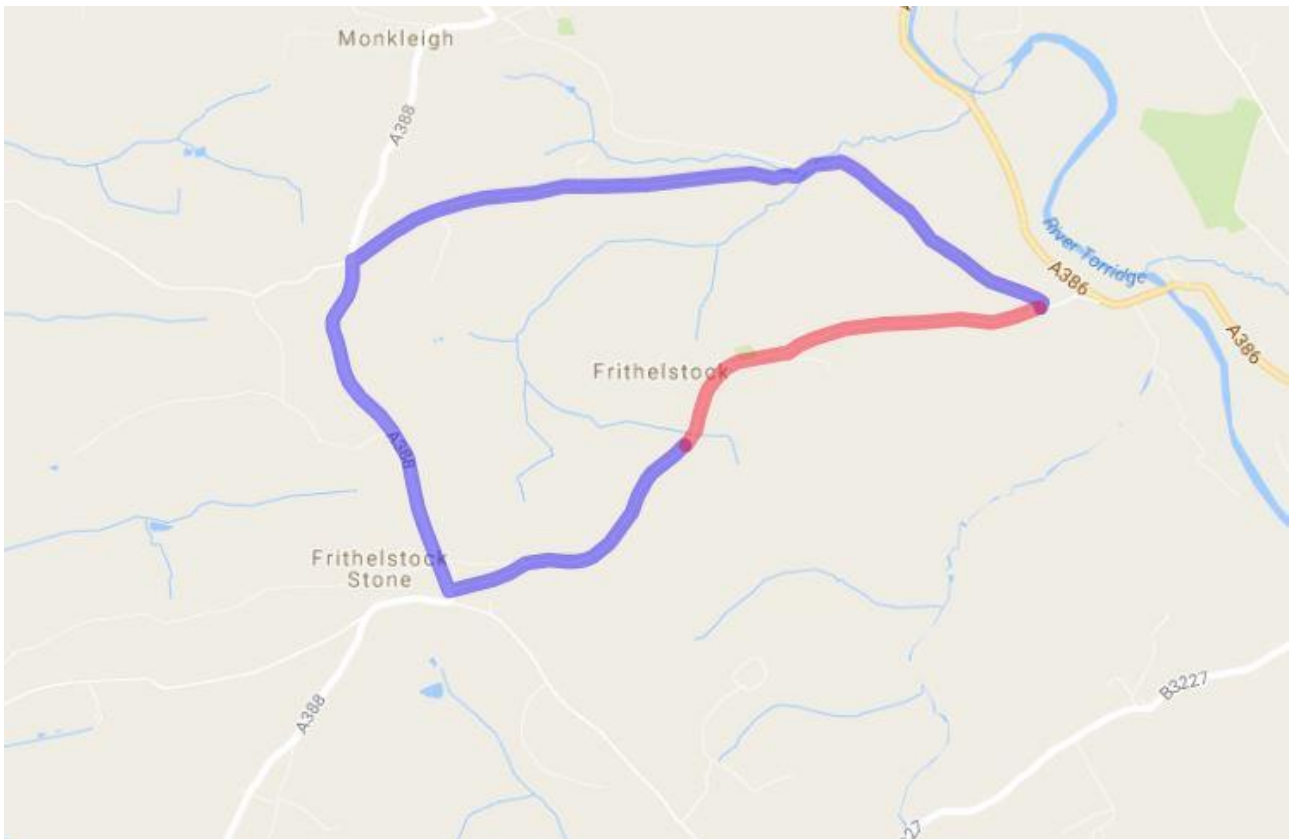 Monkleigh
A388
River Torridge
A386
A386
Frithelstock
A388
Frithelstock
Stone
A388
B3227